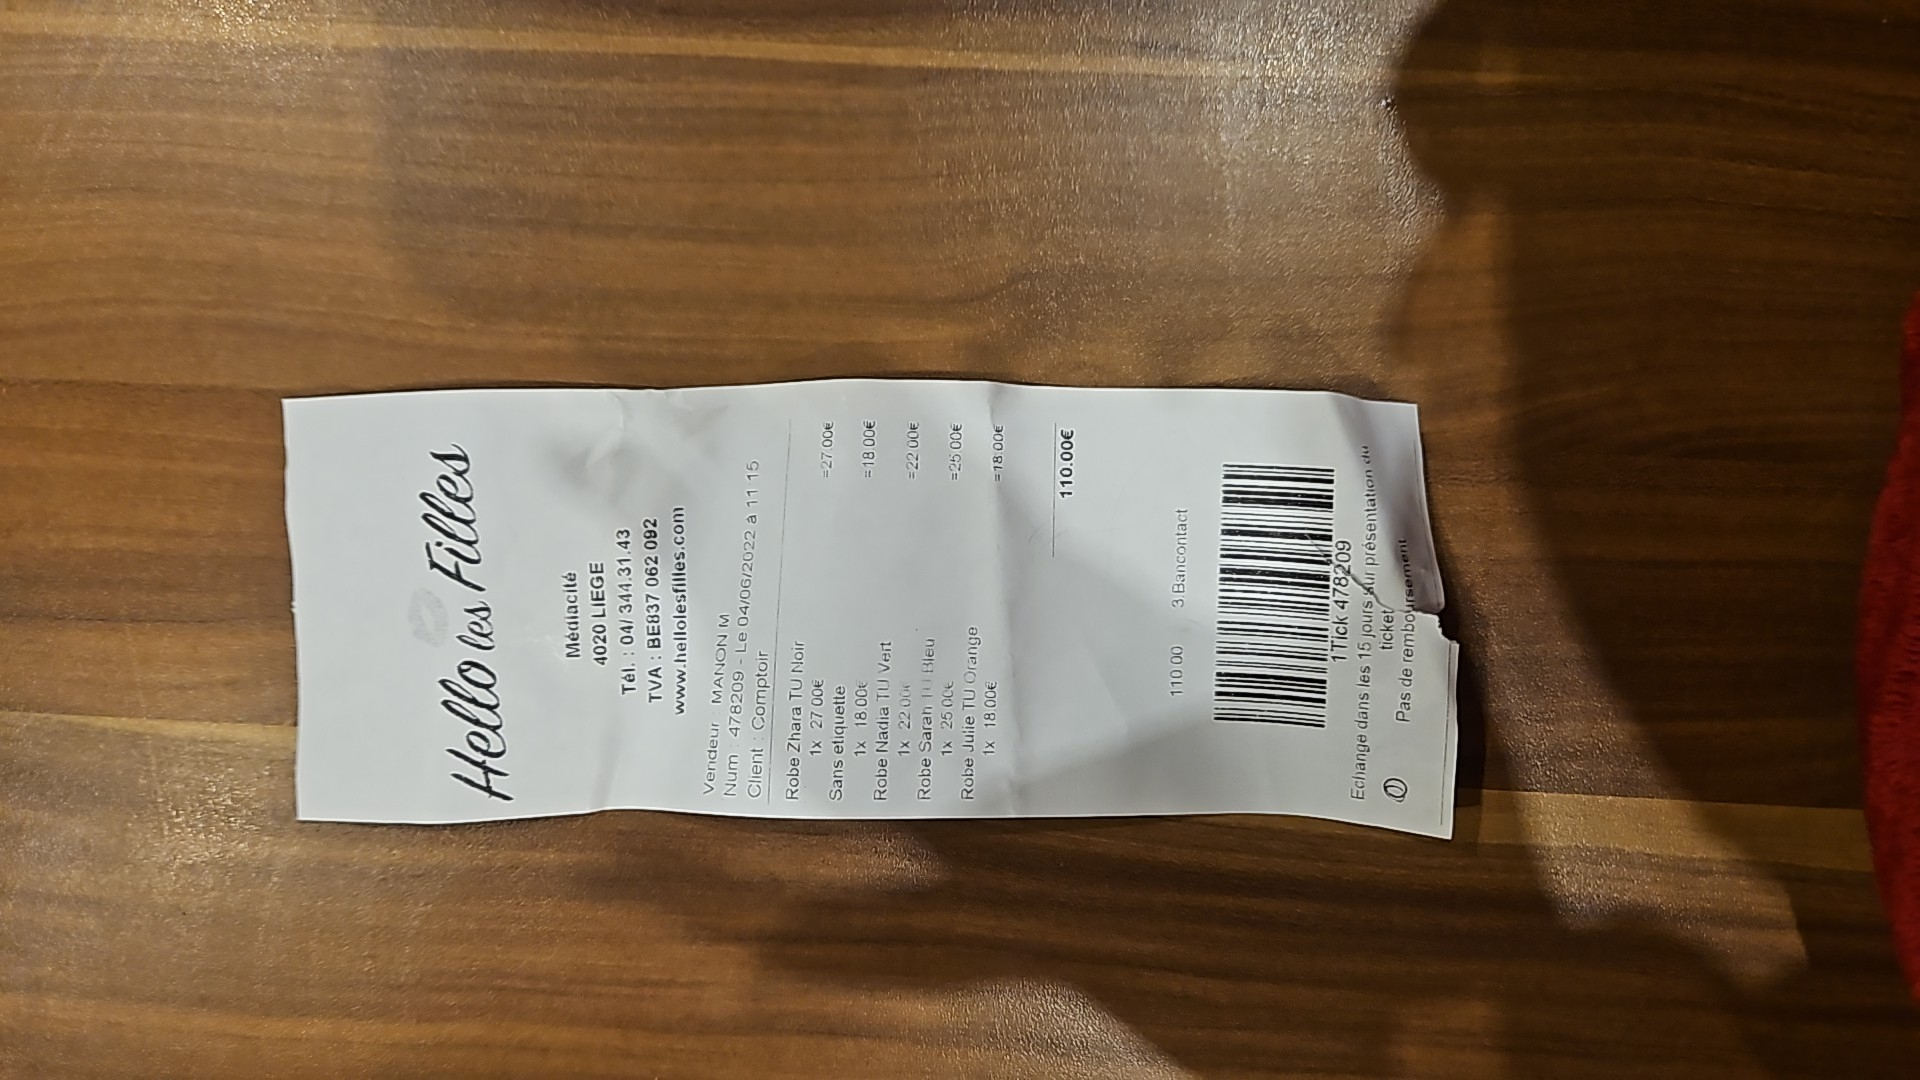 Hello les Filles
Médiacité
4020 LIEGE
Tél. : 04/ 344.31.43
TVA : BE837 062 092
www.hellolesfilles.com
Vendeur MANON M
Num : 478209 - Le 04/06/2022 à 11 15
Client : Comptoir
Robe Zhara TU Noir
1x 27 00€ =27.00€
Sans etiquette
1x 18.00€ =18.00€
Robe Nadia TU Vert
1x 22 00€ =22 00€
Robe Sarah TU Bleu
1x 25 00€ =25 00€
Robe Julie TU Orange
1x 18.00€ =18.00€
110.00€
110 00 3.Bancontact
1Tick 478209
Echange dans les 15 jours sur présentation du
ticket
Pas de remboursement